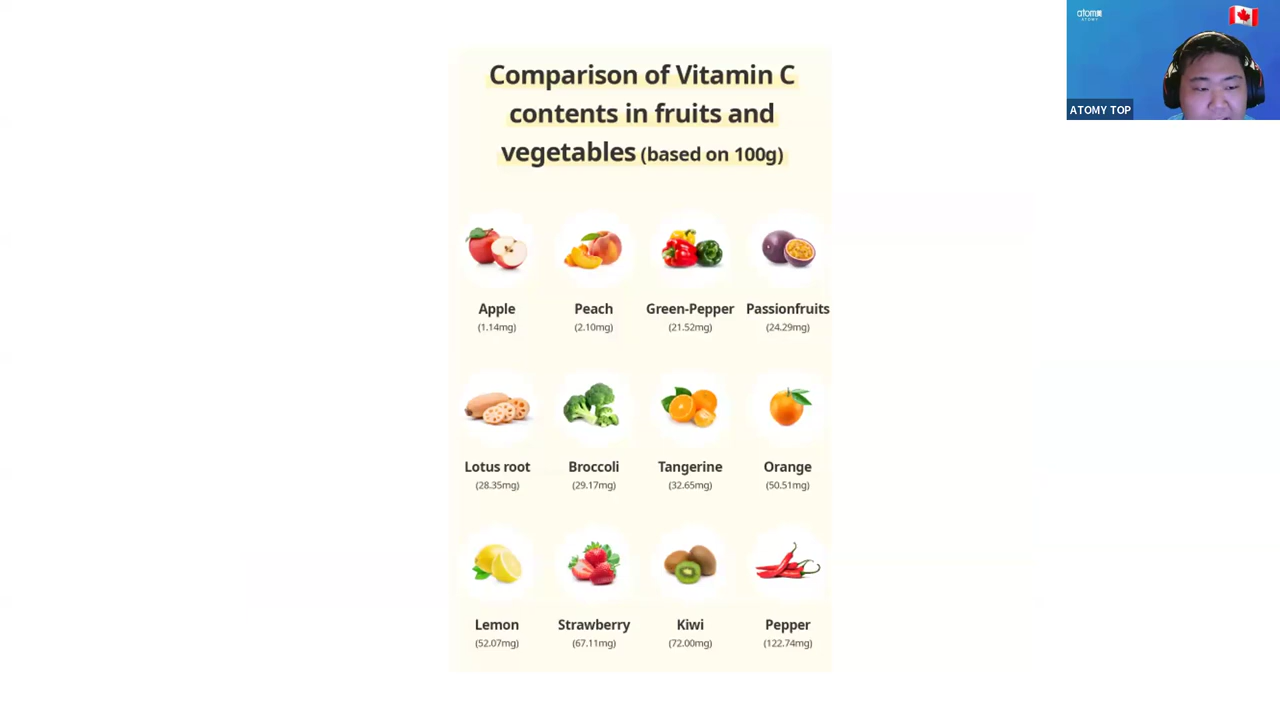 Comparison of Vitamin C
contents in fruits and
vegetables (based on 100g)
Apple
(1.14mg)
Peach
(2.10mg)
Green-Pepper
(21.52mg)
Passionfruits
(24.29mg)
Lotus root
(28.35mg)
Broccoli
(29.17mg)
Tangerine
(32.65mg)
Orange
(50.51mg)
Lemon
(52.07mg)
Strawberry
(67.11mg)
Kiwi
(72.00mg)
Pepper
(122.74mg)
ATOMY TOP